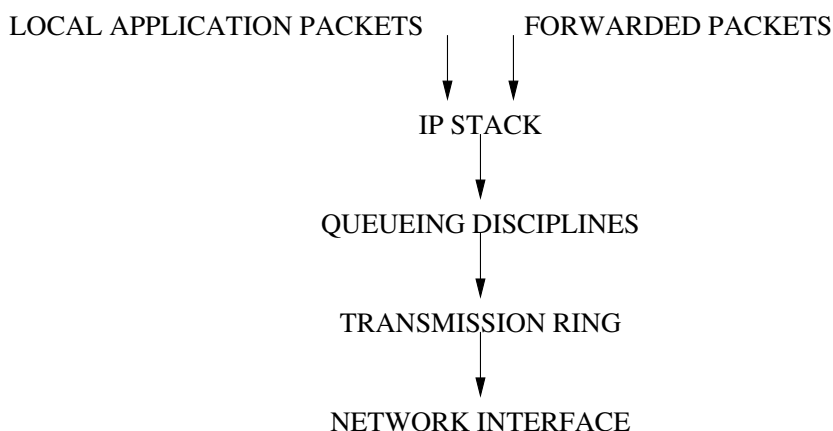 LOCAL APPLICATION PACKETS
FORWARDED PACKETS
IP STACK
QUEUEING DISCIPLINES
TRANSMISSION RING
NETWORK INTERFACE